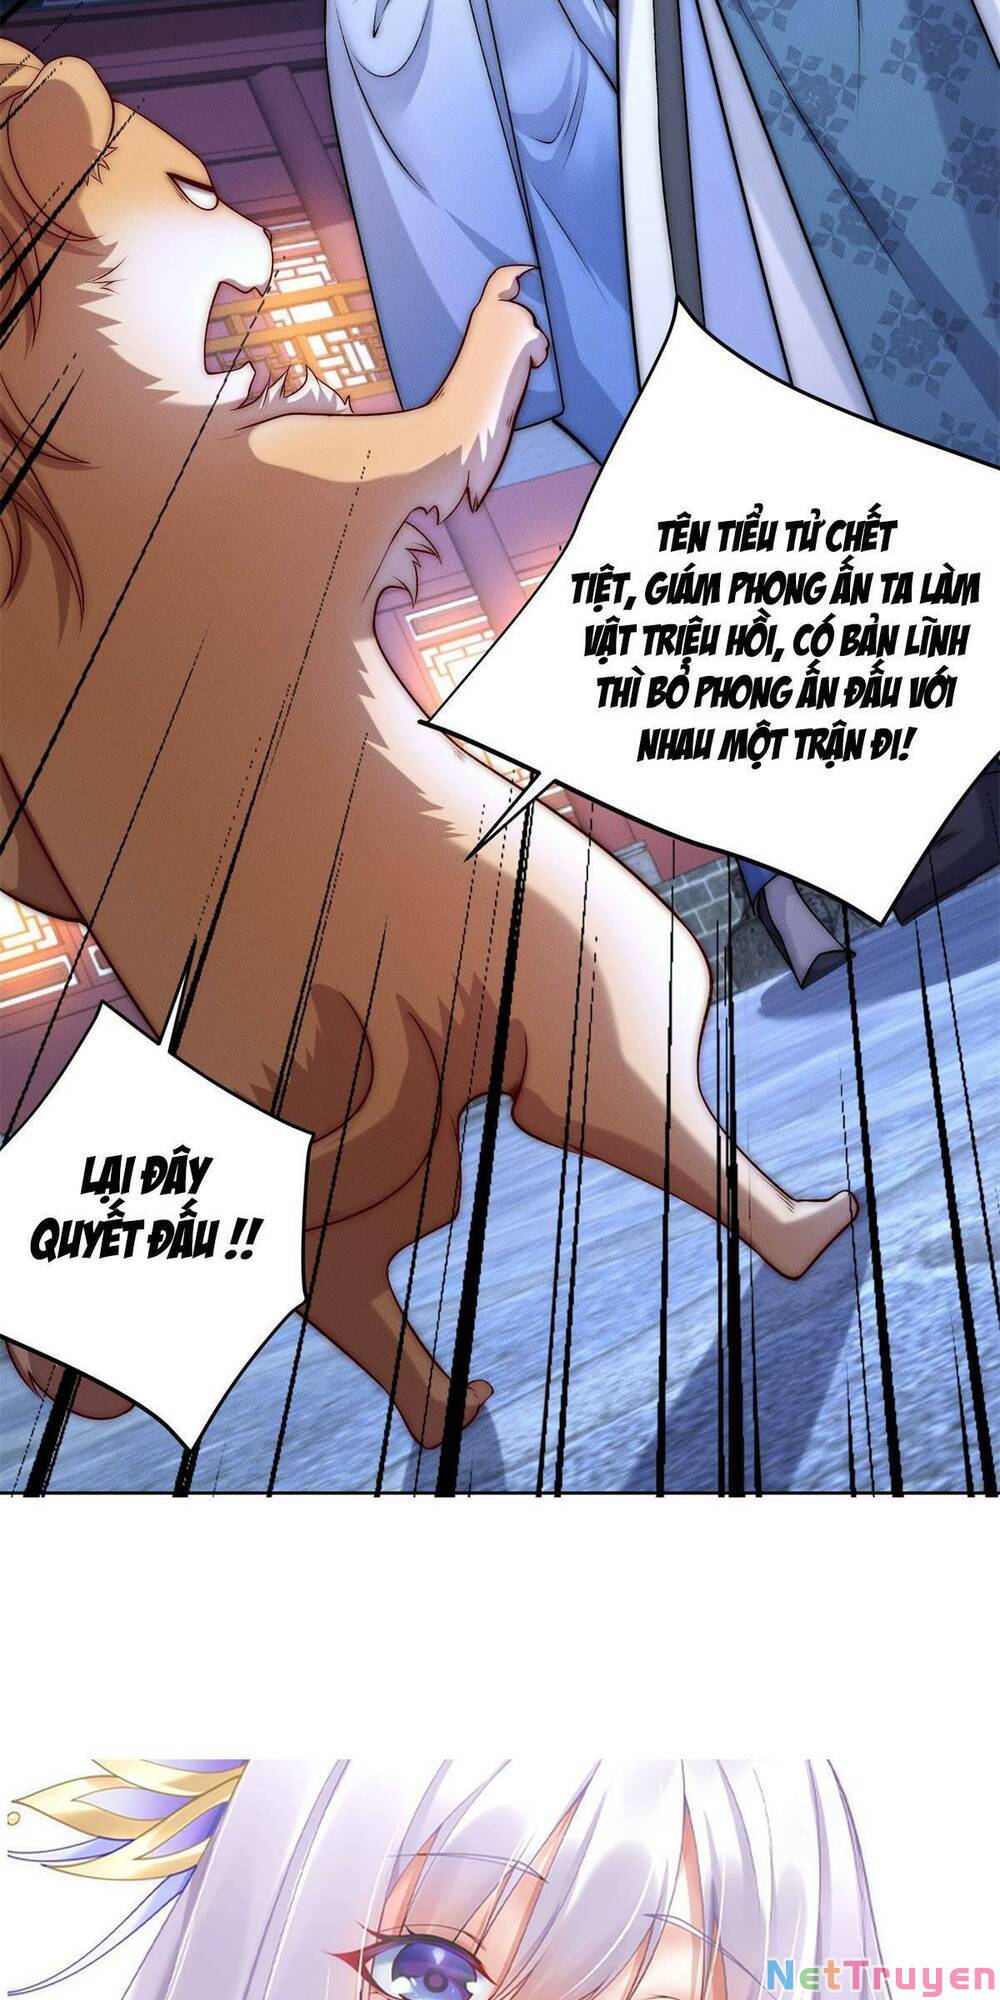 TÊN TIỂU TỬ CHẾT
TIỆT, GIÁM PHONG ẤN TA LÀM
VẬT TRIỆU HỒI, CÓ BẢN LĨNH
THÌ BỎ PHONG ẤN ĐẤU VỚI
NHAU MỘT TRẬN ĐI!
LẠI ĐÂY
QUYẾT ĐẤU !!
NetTruyen